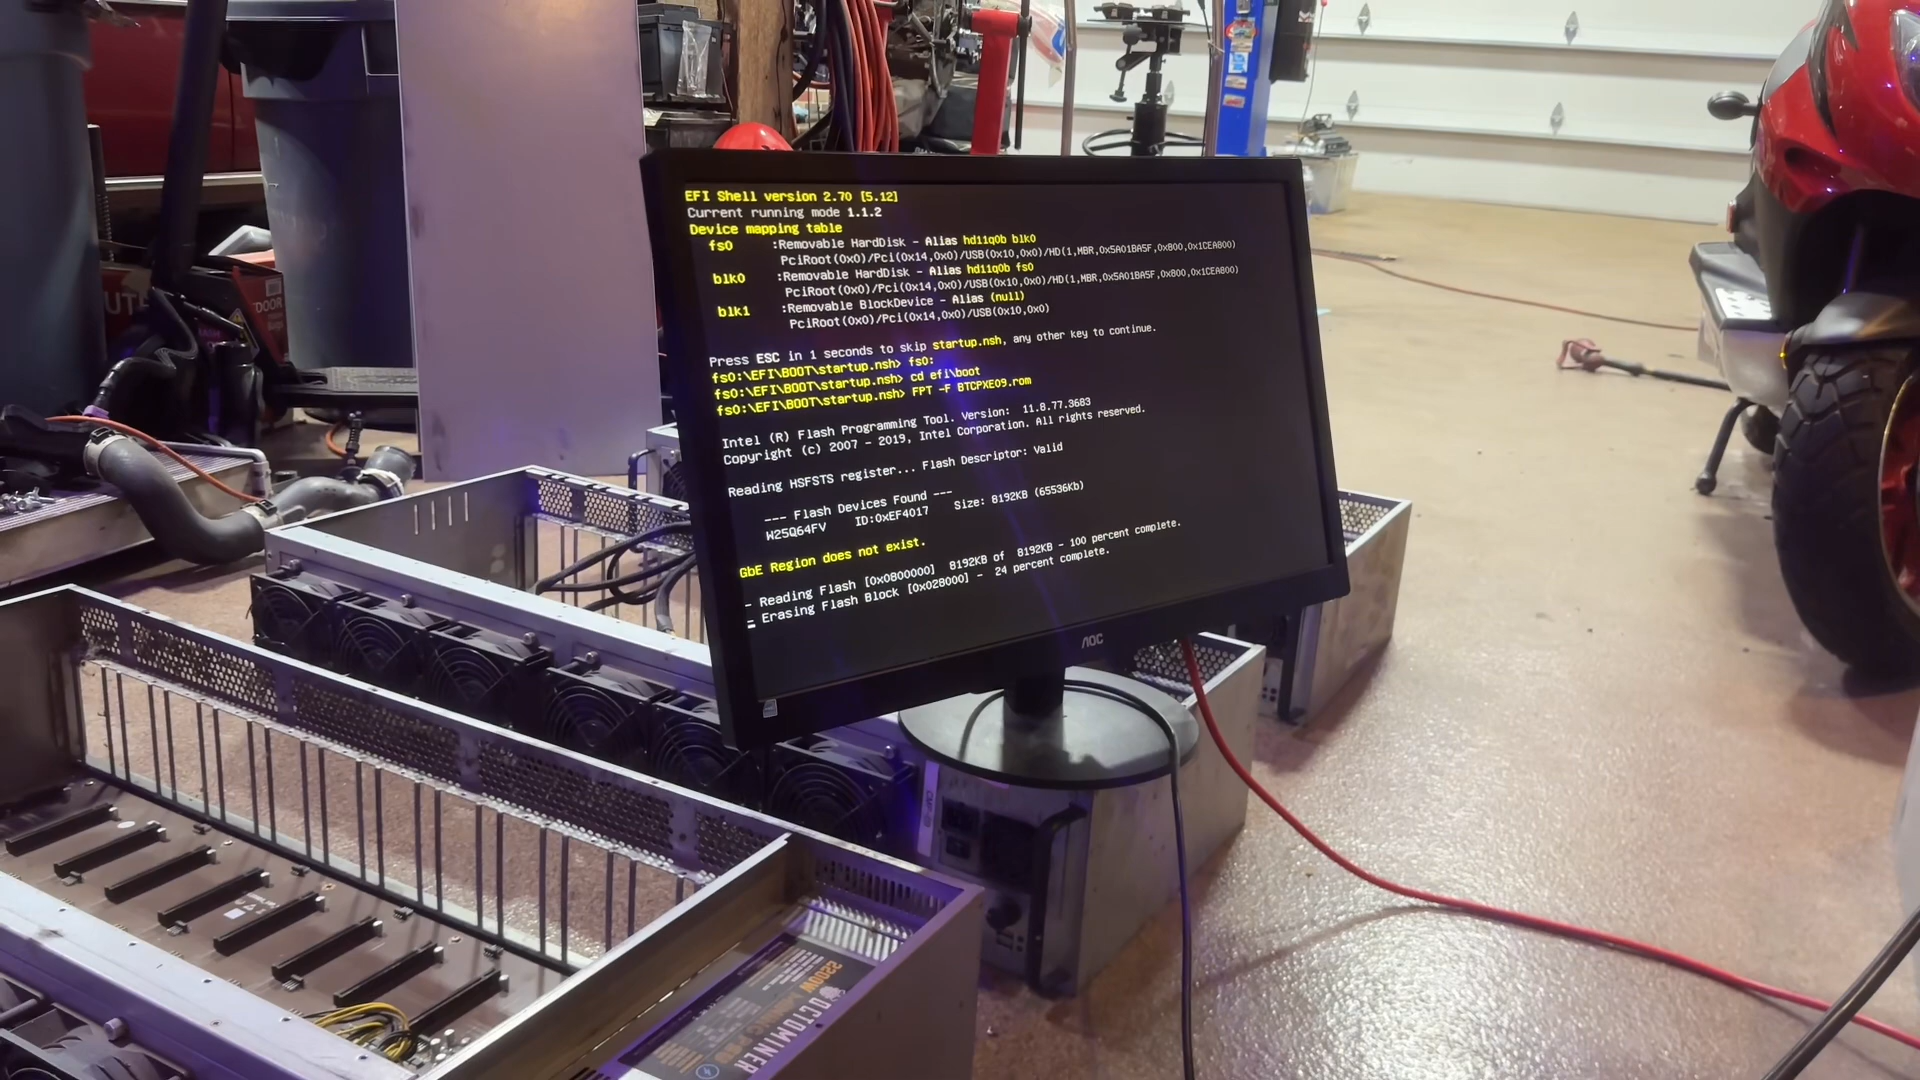 EFI Shell version 2.70 [5.12]
Current running mode 1.1.2
Device mapping table
fs0 :Removable HardDisk - Alias hd11q0b blk0
PciRoot(0x0)/Pci(0x14,0x0)/USB(0x10,0x0)/HD(1,MBR,0x5A01BA5F,0x800,0x1CEA800)
blk0 :Removable HardDisk - Alias hd11q0b fs0
PciRoot(0x0)/Pci(0x14,0x0)/USB(0x10,0x0)/HD(1,MBR,0x5A01BA5F,0x800,0x1CEA800)
blk1 :Removable BlockDevice - Alias (null)
PciRoot(0x0)/Pci(0x14,0x0)/USB(0x10,0x0)
Press ESC in 1 seconds to skip startup.nsh, any other key to continue.
fs0:\EFI\BOOT\startup.nsh> fs0:
fs0:\EFI\BOOT\startup.nsh> cd efi\boot
fs0:\EFI\BOOT\startup.nsh> FPT -F BTCPXE09.rom
Intel (R) Flash Programming Tool. Version: 11.8.77.3683
Copyright (c) 2007 - 2019, Intel Corporation. All rights reserved.
Reading HSFSTS register... Flash Descriptor: Valid
--- Flash Devices Found ---
W25Q64FV ID:0xEF4017 Size: 8192KB (65536Kb)
GbE Region does not exist.
- Reading Flash [0x0800000] 8192KB of 8192KB - 100 percent complete.
- Erasing Flash Block [0x028000] - 24 percent complete.
AOC
DOOR
2200W
OCTOMINER